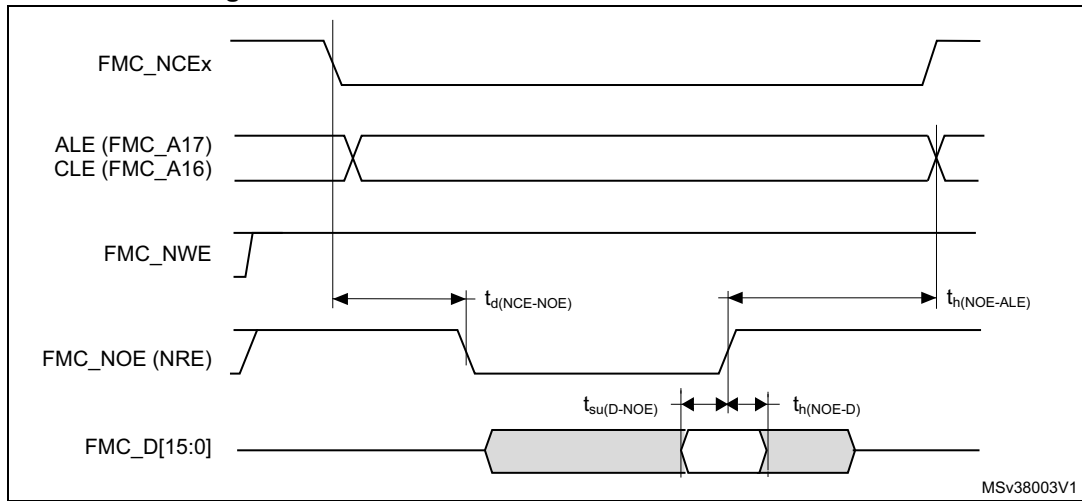 FMC_NCEx
ALE (FMC_A17)
CLE (FMC_A16)
FMC_NWE
td(NCE-NOE)
th(NOE-ALE)
FMC_NOE (NRE)
tsu(D-NOE)
th(NOE-D)
FMC_D[15:0]
MSv38003V1